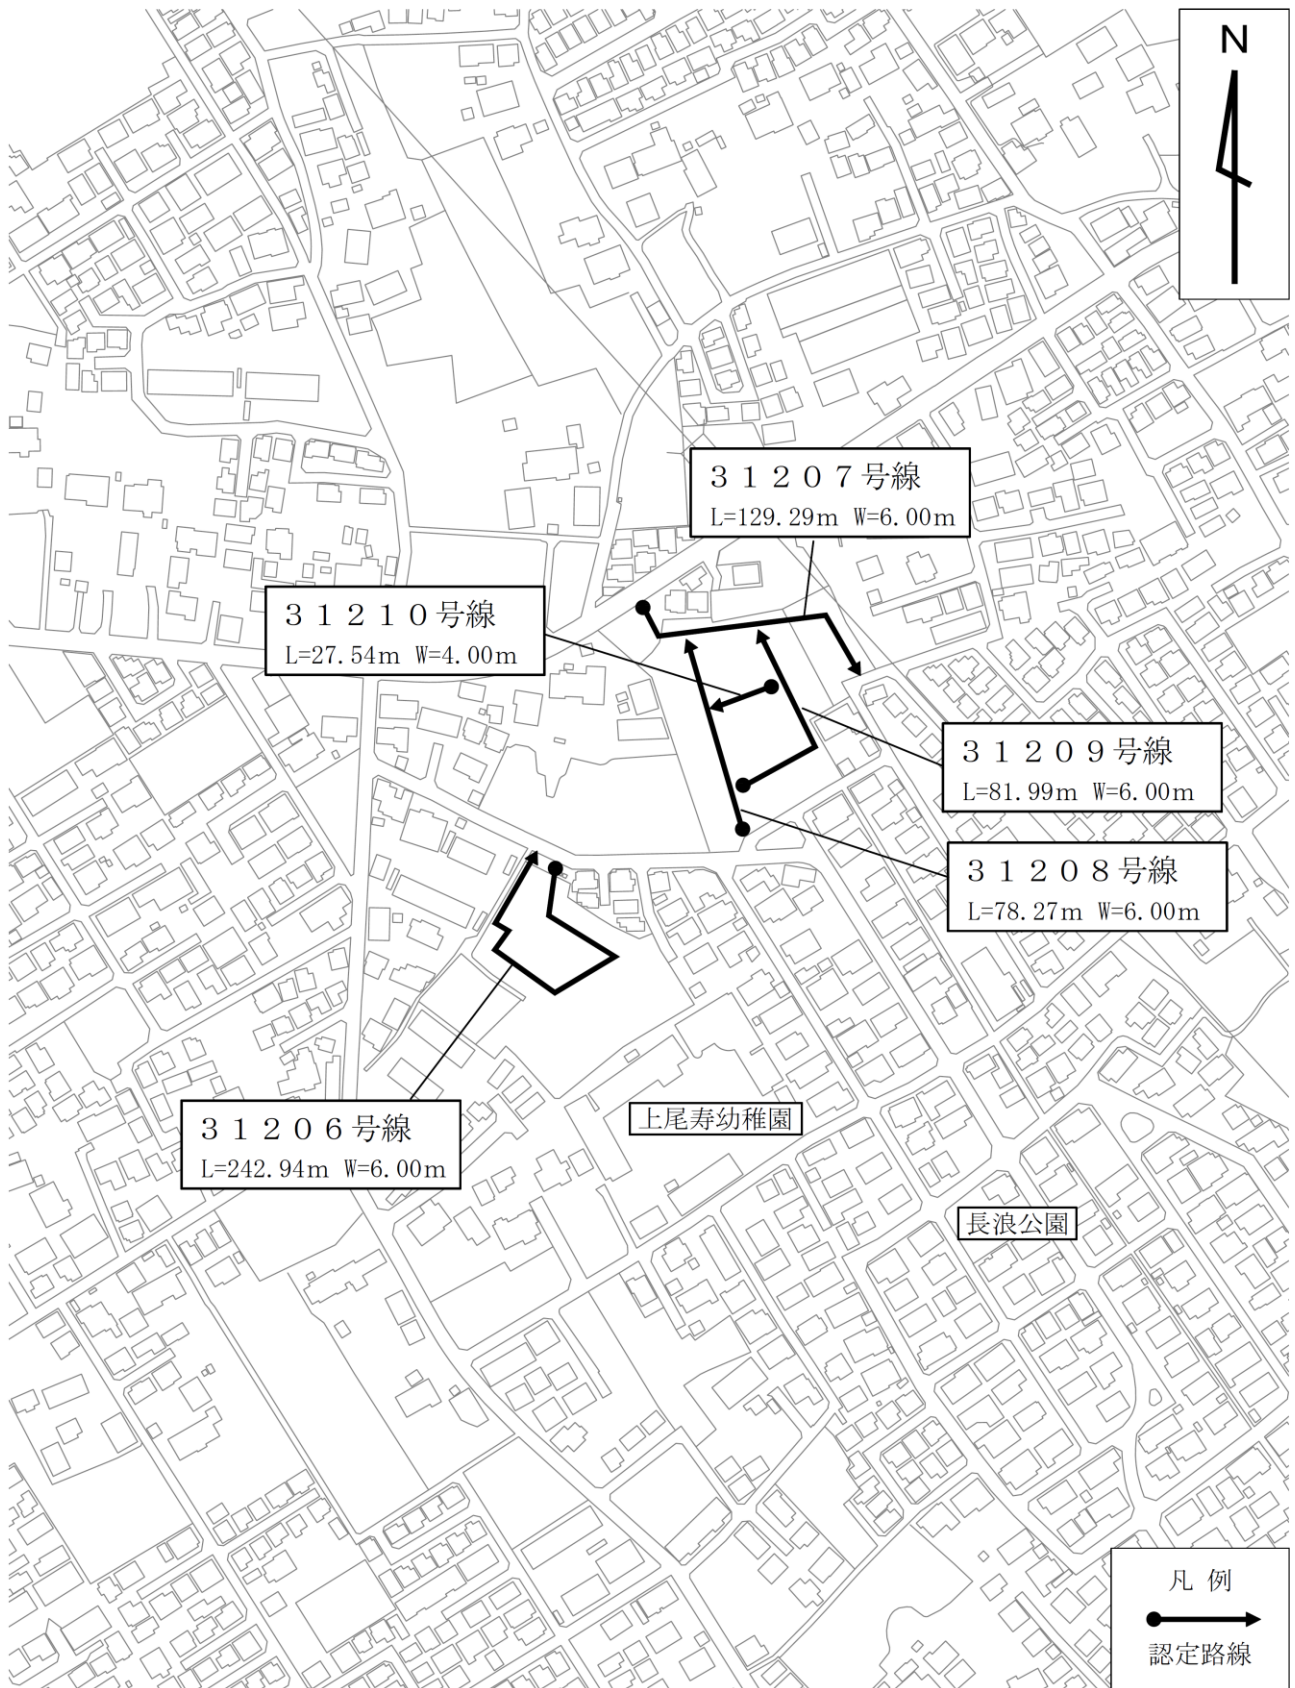 N
３１２０７号線
L=129.29m W=6.00m
３１２１０号線
L=27.54m W=4.00m
３１２０９号線
L=81.99m W=6.00m
３１２０８号線
L=78.27m W=6.00m
３１２０６号線
L=242.94m W=6.00m
上尾寿幼稚園
長浪公園
凡 例
認定路線